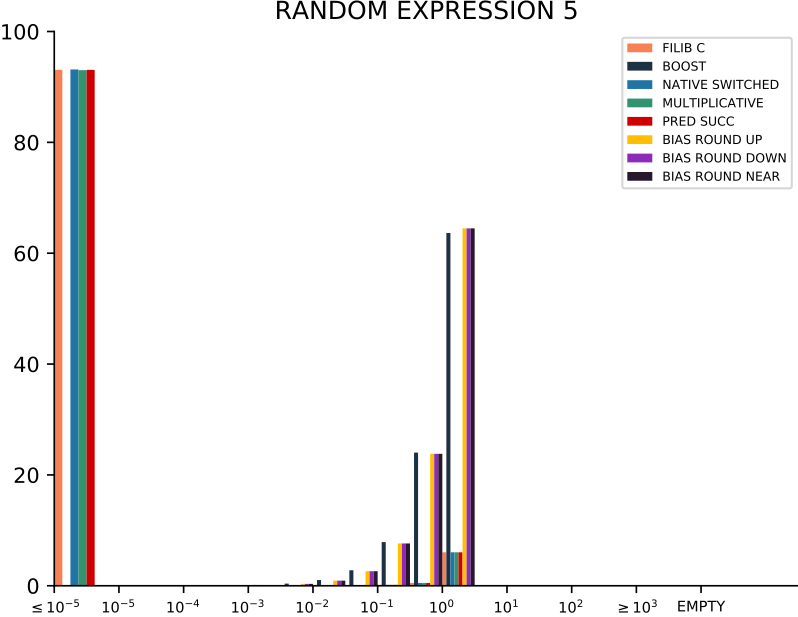 RANDOM EXPRESSION 5
100
80
60
40
20
0
FILIB C
BOOST
NATIVE SWITCHED
MULTIPLICATIVE
PRED SUCC
BIAS ROUND UP
BIAS ROUND DOWN
BIAS ROUND NEAR
≤10⁻⁵ 10⁻⁵ 10⁻⁴ 10⁻³ 10⁻² 10⁻¹ 10⁰ 10¹ 10² ≥10³ EMPTY